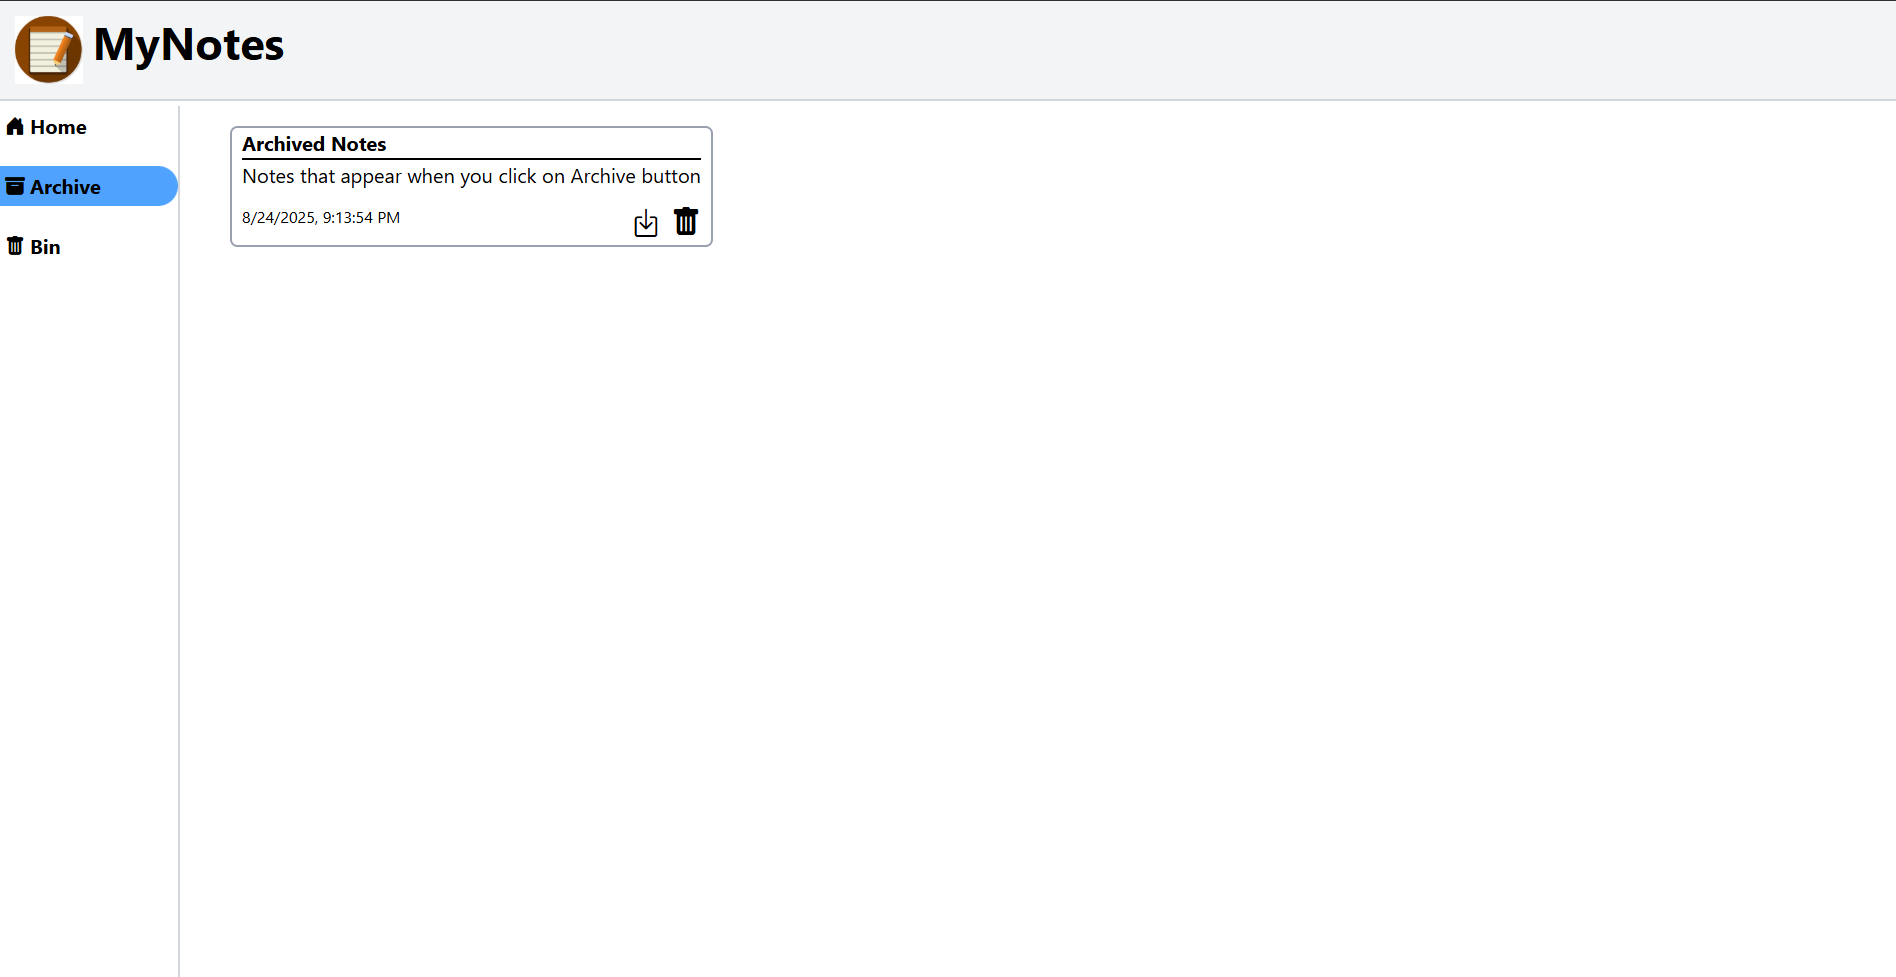 MyNotes
Home
Archive
Bin
Archived Notes
Notes that appear when you click on Archive button
8/24/2025, 9:13:54 PM